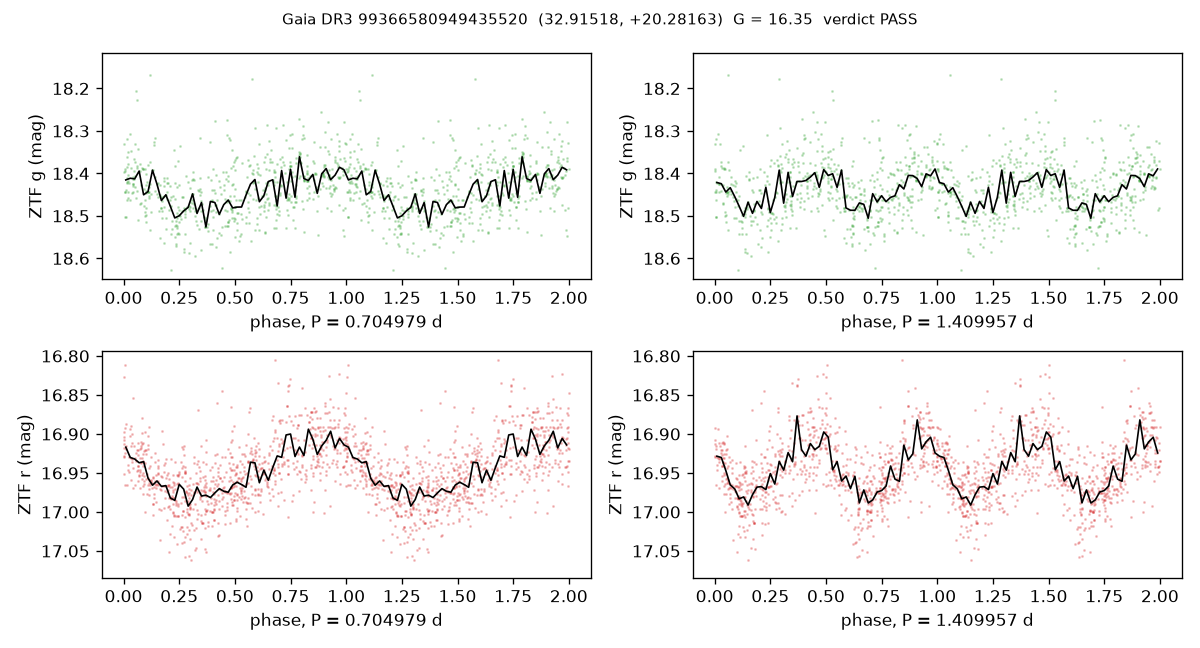 Gaia DR3 99366580949435520  (32.91518, +20.28163)  G = 16.35  verdict PASS
ZTF g (mag)
18.2
18.3
18.4
18.5
18.6
0.00 0.25 0.50 0.75 1.00 1.25 1.50 1.75 2.00
phase, P = 0.704979 d
ZTF g (mag)
18.2
18.3
18.4
18.5
18.6
0.00 0.25 0.50 0.75 1.00 1.25 1.50 1.75 2.00
phase, P = 1.409957 d
ZTF r (mag)
16.80
16.85
16.90
16.95
17.00
17.05
0.00 0.25 0.50 0.75 1.00 1.25 1.50 1.75 2.00
phase, P = 0.704979 d
ZTF r (mag)
16.80
16.85
16.90
16.95
17.00
17.05
0.00 0.25 0.50 0.75 1.00 1.25 1.50 1.75 2.00
phase, P = 1.409957 d